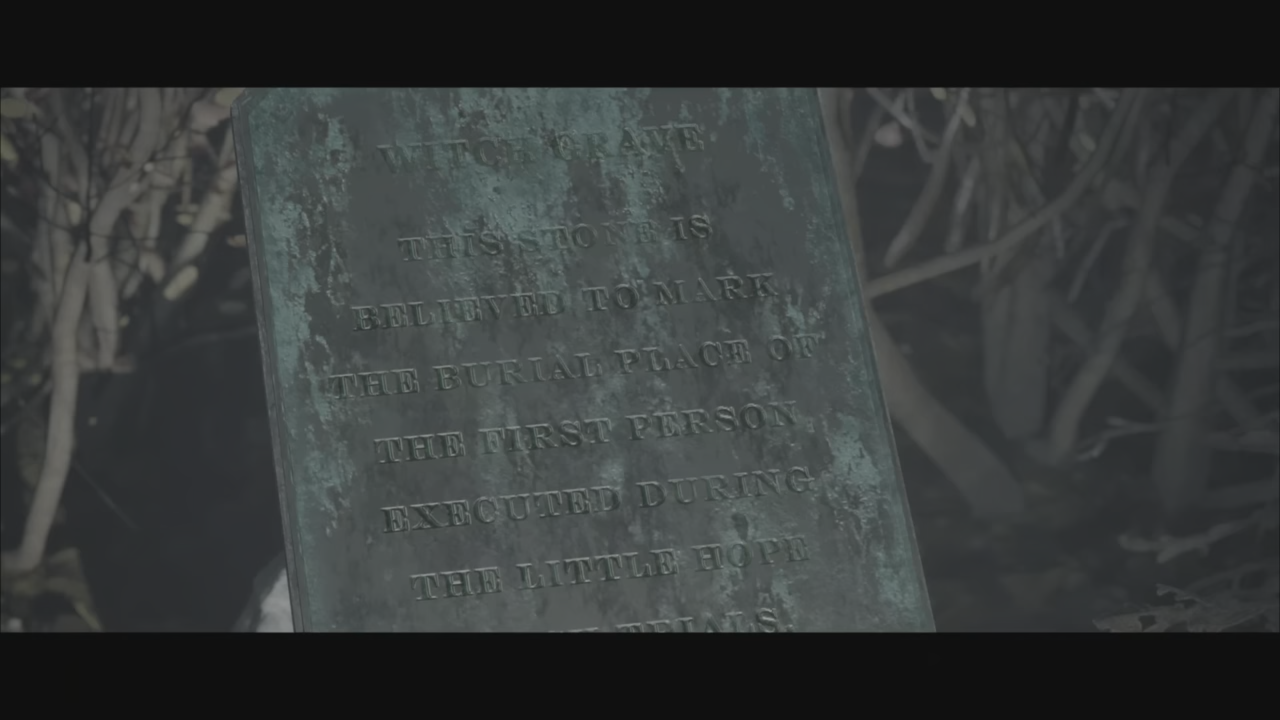 WITCH GRAVE
THIS STONE IS
BELIEVED TO MARK
THE BURIAL PLACE OF
THE FIRST PERSON
EXECUTED DURING
THE LITTLE HOPE
TRIALS.